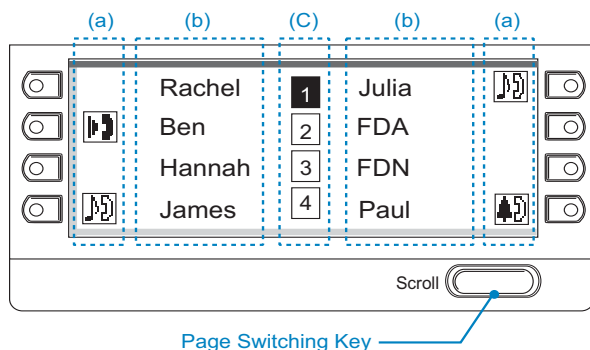 (a) (b) (C) (b) (a)
Rachel 1 Julia
Ben 2 FDA
Hannah 3 FDN
James 4 Paul
Scroll
Page Switching Key